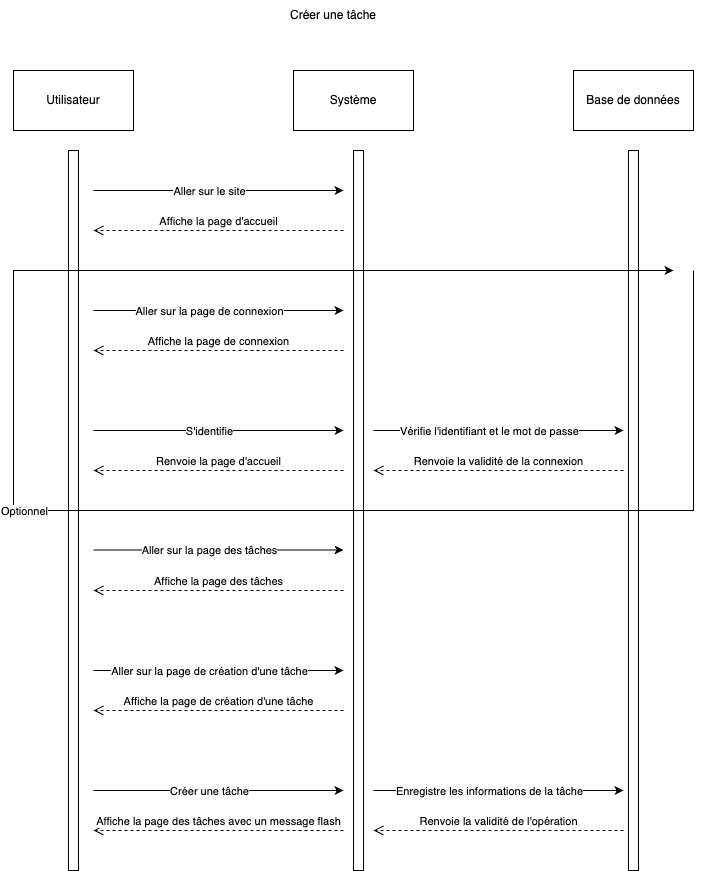 Créer une tâche
Utilisateur
Système
Base de données
Aller sur le site
Affiche la page d'accueil
Aller sur la page de connexion
Affiche la page de connexion
S'identifie
Vérifie l'identifiant et le mot de passe
Renvoie la page d'accueil
Renvoie la validité de la connexion
Optionnel
Aller sur la page des tâches
Affiche la page des tâches
Aller sur la page de création d'une tâche
Affiche la page de création d'une tâche
Créer une tâche
Enregistre les informations de la tâche
Affiche la page des tâches avec un message flash
Renvoie la validité de l'opération